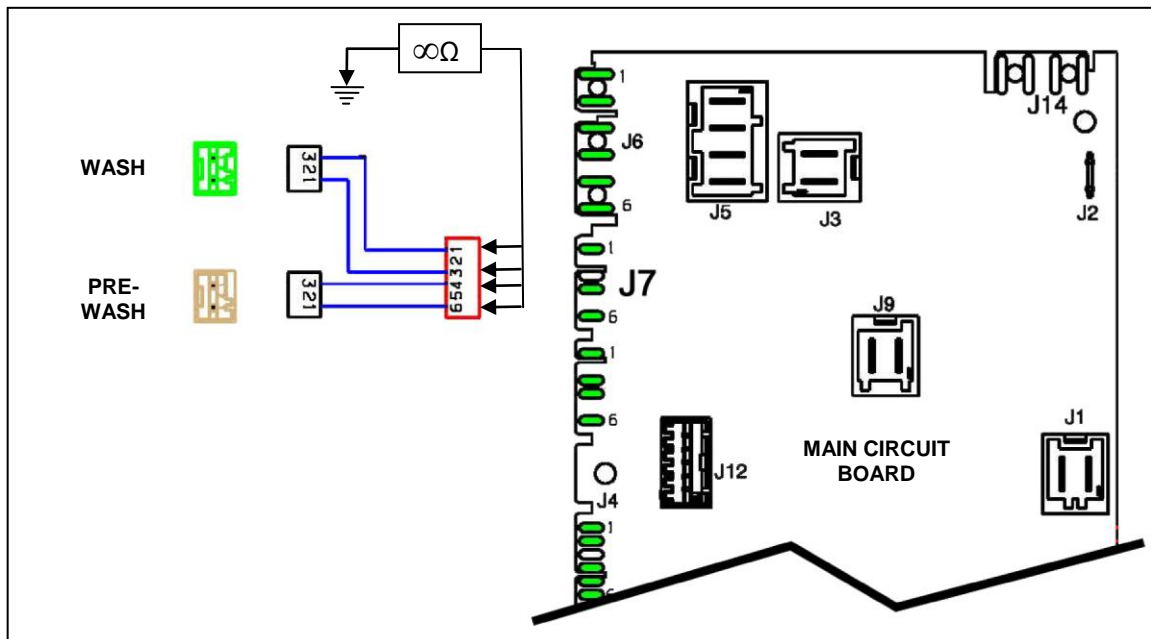 ∞Ω
1
J14
J6
WASH
321
J5
J3
J2
6
1
654321
J7
PRE-
WASH
321
J9
6
1
6
J1
MAIN CIRCUIT
BOARD
J12
J4
1
6